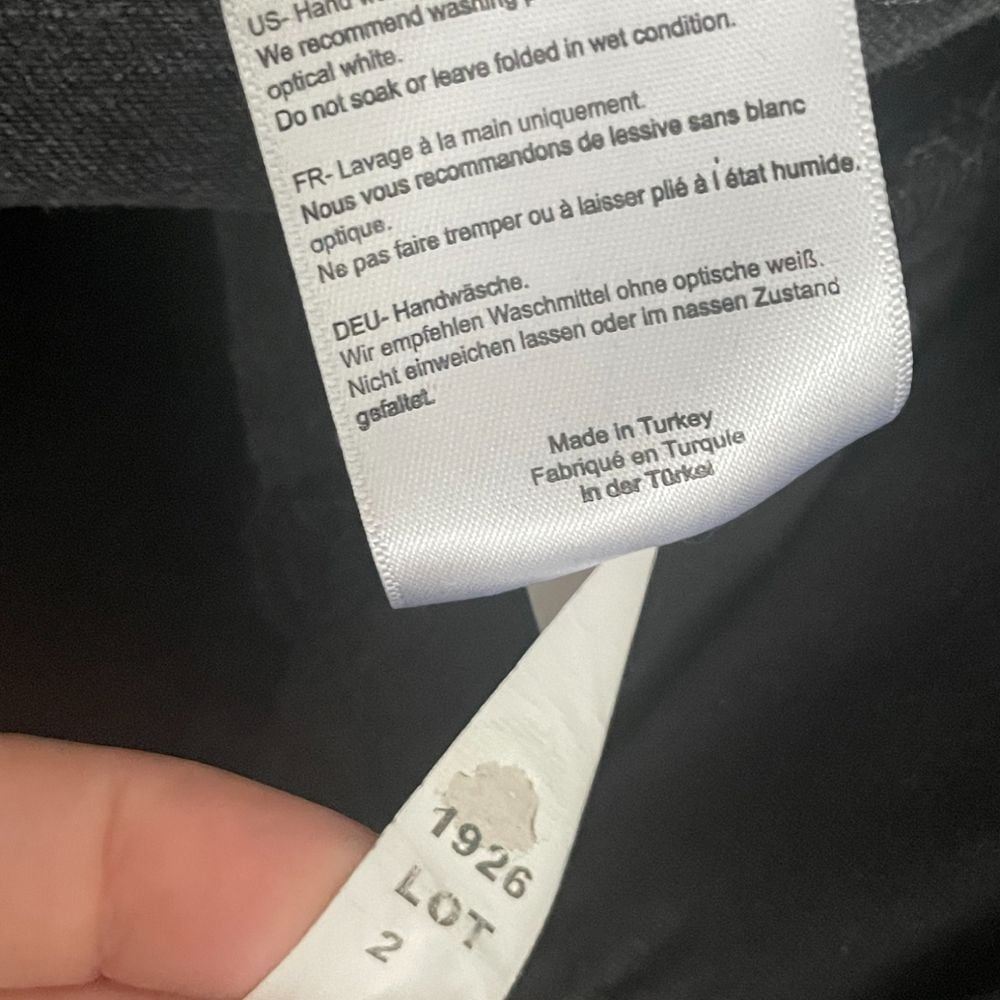 US- Hand
We recommend washing
optical white.
Do not soak or leave folded in wet condition.
FR- Lavage à la main uniquement.
Nous vous recommandons de lessive sans blanc
optique.
Ne pas faire tremper ou à laisser plié à l'état humide.
DEU- Handwäsche.
Wir empfehlen Waschmittel ohne optische weiß.
Nicht einweichen lassen oder im nassen Zustand
gefaltet.
Made in Turkey
Fabriqué en Turquie
In der Türkei
1926
LOT
2